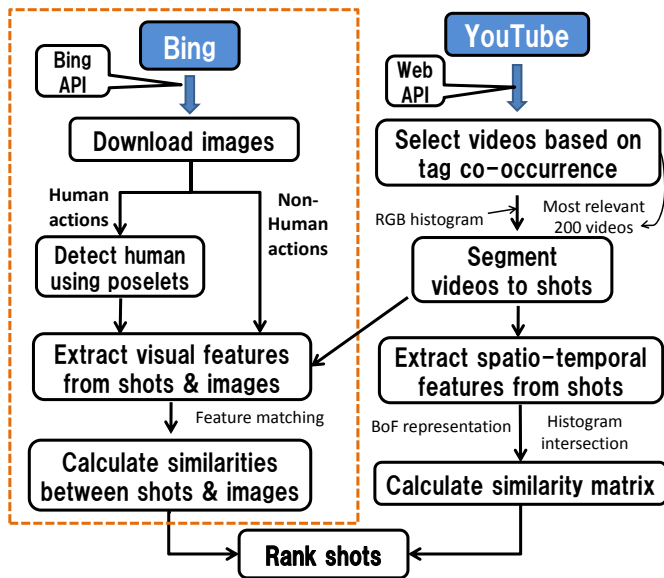 Bing
Bing
API
Download images
Human
actions
Non-
Human
actions
Detect human
using poselets
Extract visual features
from shots & images
Feature matching
Calculate similarities
between shots & images
YouTube
Web
API
Select videos based on
tag co-occurrence
RGB histogram
Most relevant
200 videos
Segment
videos to shots
Extract spatio-temporal
features from shots
BoF representation
Histogram
intersection
Calculate similarity matrix
Rank shots